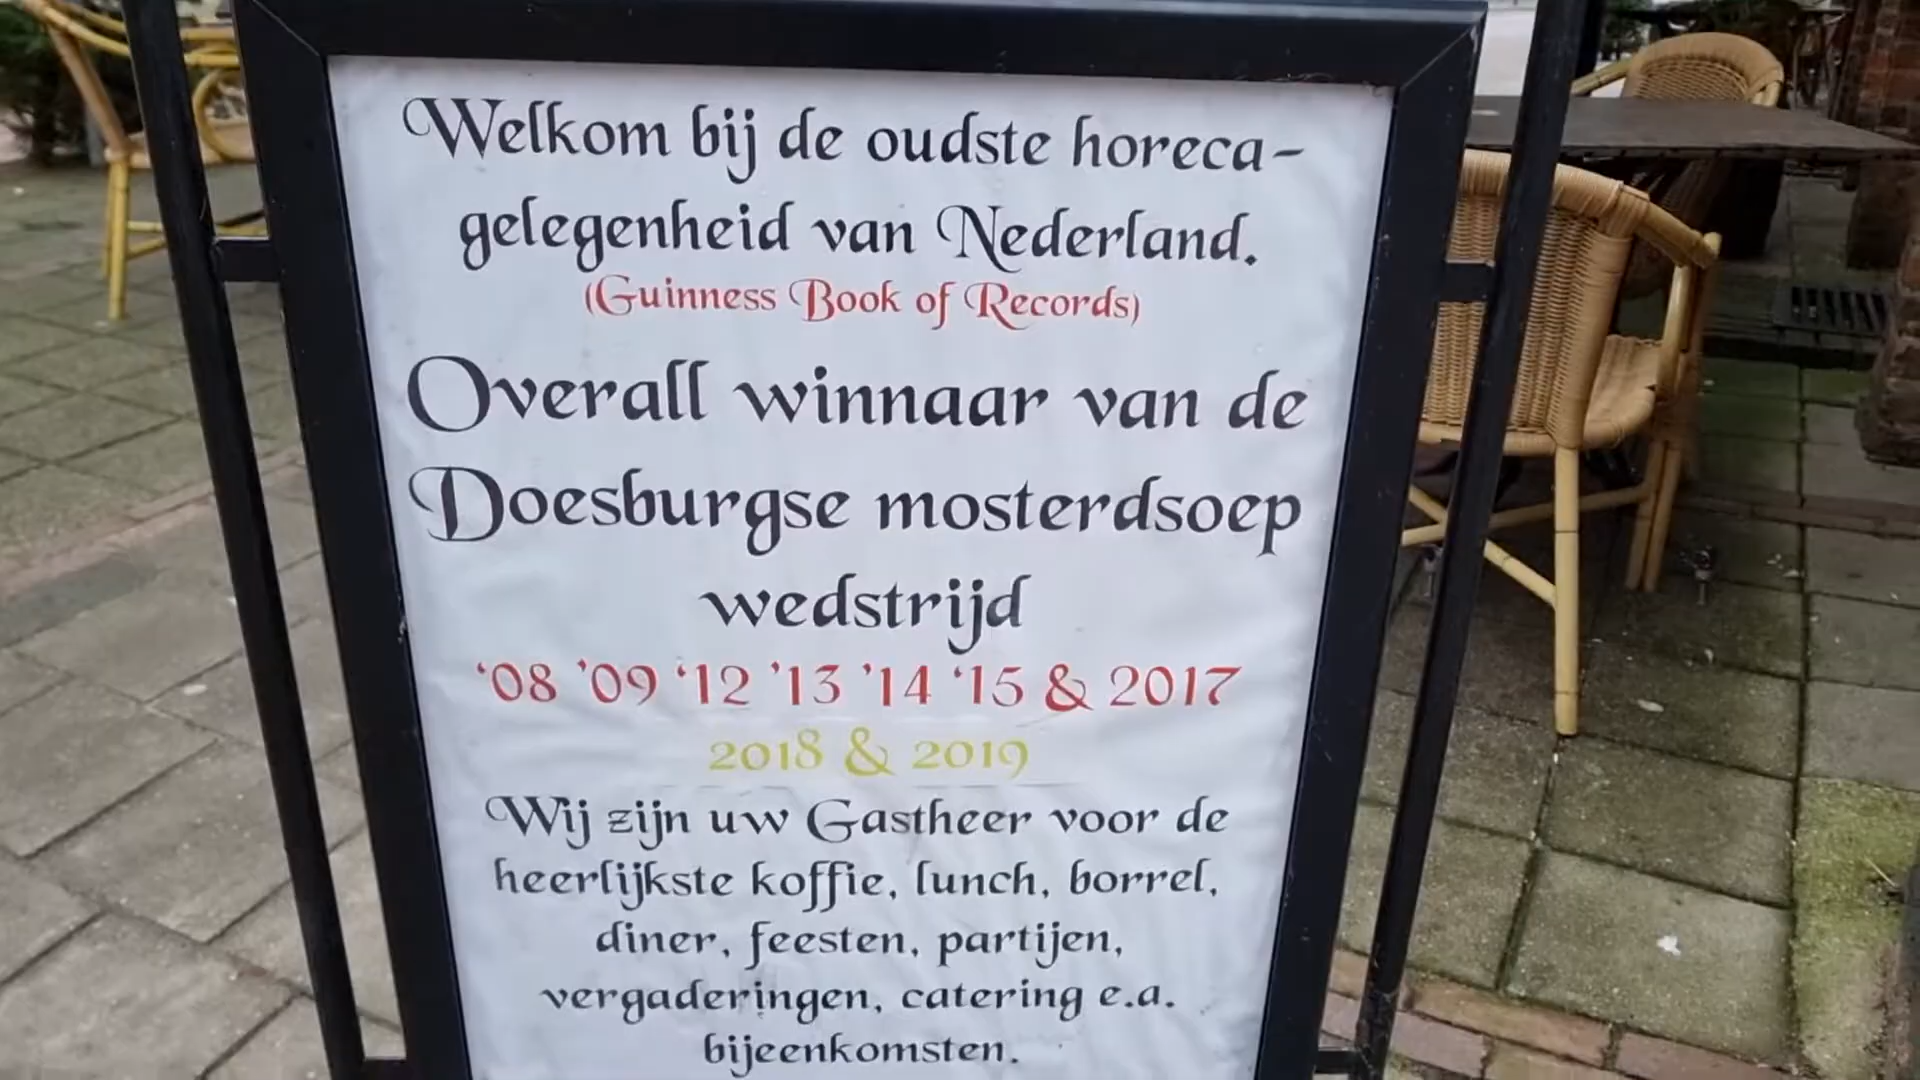 Welkom bij de oudste horeca-
gelegenheid van Nederland.
(Guinness Book of Records)
Overall winnaar van de
Doesburgse mosterdsoep
wedstrijd
‘08 ’09 ‘12 ’13 ’14 ‘15 & 2017
2018 & 2019
Wij zijn uw Gastheer voor de
heerlijkste koffie, lunch, borrel,
diner, feesten, partijen,
vergaderingen, catering e.a.
bijeenkomsten.